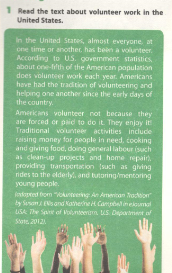 1 Read the text about volunteer work in the
United States.
In the United States, almost everyone, at
one time or another, has been a volunteer.
According to U.S. government statistics,
about one-fifth of the American population
does volunteer work each year. Americans
have had the tradition of volunteering and
helping one another since the early days of
the country.
Americans volunteer not because they
are forced or paid to do it. They enjoy it!
Traditional volunteer activities include
raising money for people in need, cooking
and giving food, doing general labour (such
as clean-up projects and home repair),
providing transportation (such as giving
rides to the elderly), and tutoring/mentoring
young people.
(adapted from "Volunteering: An American Tradition"
by Susan J. Ellis and Katherine H. Campbell in eJournal
USA: The Spirit of Volunteerism, U.S. Department of
State, 2012).